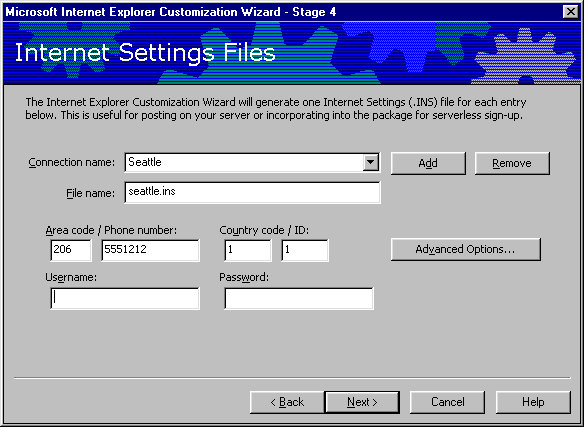 Microsoft Internet Explorer Customization Wizard - Stage 4
Internet Settings Files
The Internet Explorer Customization Wizard will generate one Internet Settings (.INS) file for each entry
below. This is useful for posting on your server or incorporating into the package for serverless sign-up.
Connection name: Seattle Add Remove
File name: seattle.ins
Area code / Phone number: Country code / ID:
206 5551212 1 1 Advanced Options...
Username: Password:
< Back Next > Cancel Help